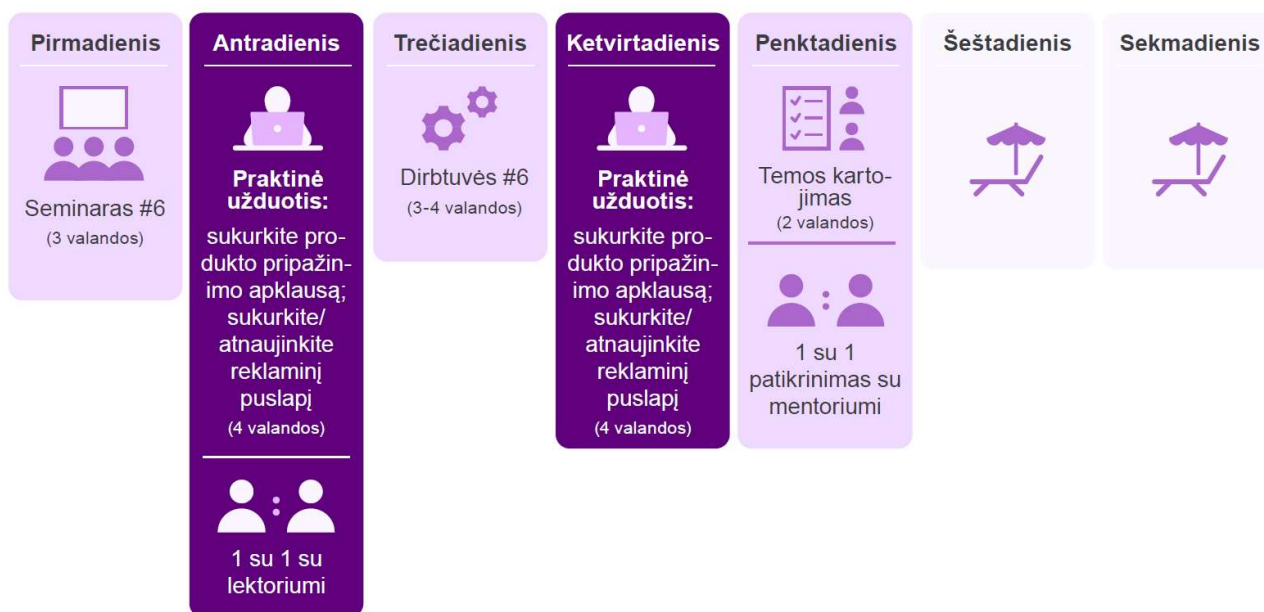 Pirmadienis
Seminaras #6
(3 valandos)
Antradienis
Praktinė
užduotis:
sukurkite pro-
dukto pripažin-
imo apklausą;
sukurkite/
atnaujinkite
reklaminį
puslapį
(4 valandos)
1 su 1 su
lektoriumi
Trečiadienis
Dirbtuvės #6
(3-4 valandos)
Ketvirtadienis
Praktinė
užduotis:
sukurkite pro-
dukto pripažin-
imo apklausą;
sukurkite/
atnaujinkite
reklaminį
puslapį
(4 valandos)
Penktadienis
Temos karto-
jimas
(2 valandos)
1 su 1
patikrinimas su
mentoriumi
Šeštadienis
Sekmadienis